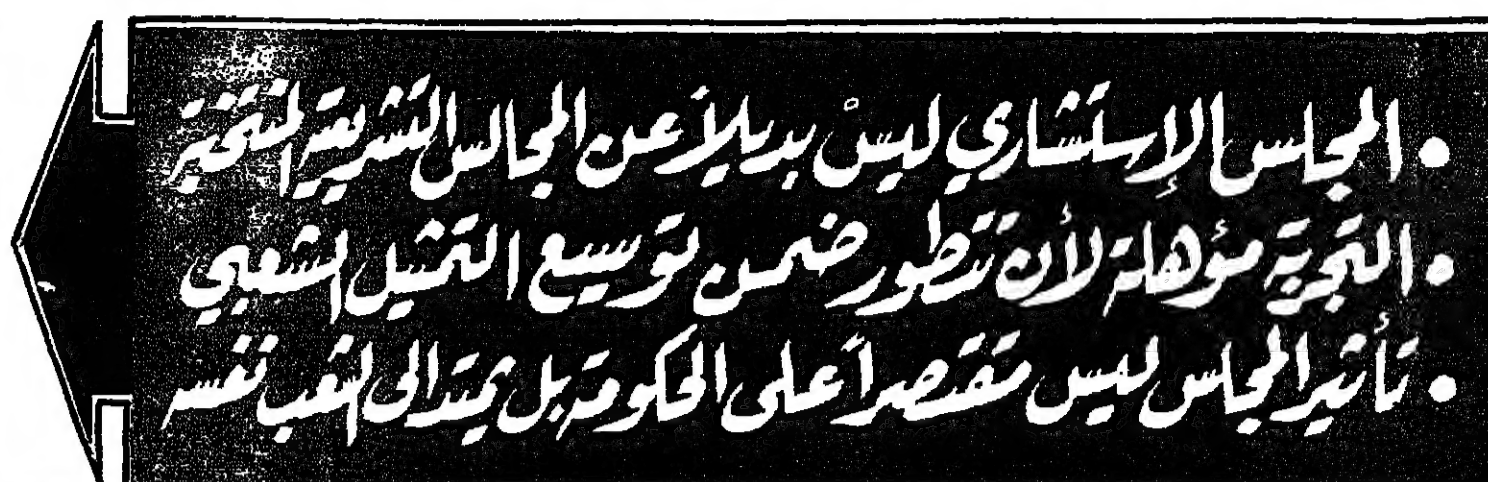 • المجلس الإستشاري ليسْ بديلاً عن المجالس التشريعية المنتخبة
• التجربة مؤهلة لأن تتطور ضمن توسيع التمثيل الشعبي
• تأثير المجلس ليس مقتصراً على الحكومة بل يمتد الى الشعب نفسه